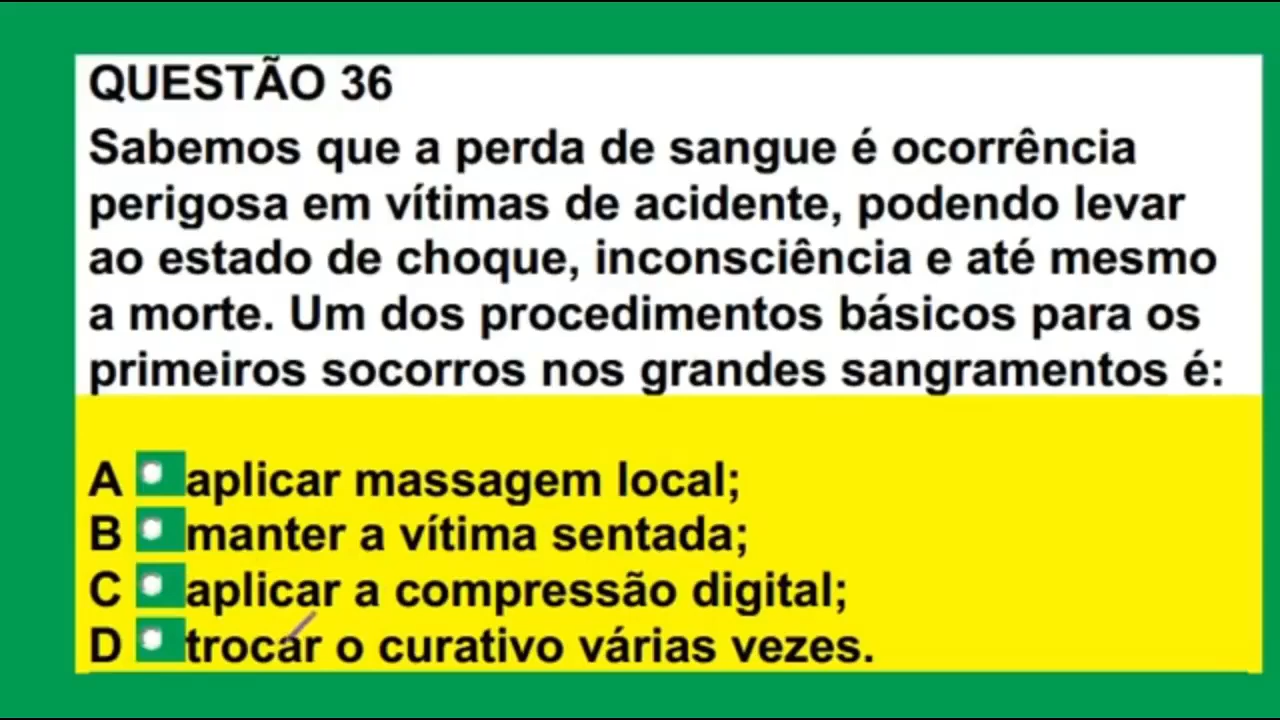 QUESTÃO 36
Sabemos que a perda de sangue é ocorrência
perigosa em vítimas de acidente, podendo levar
ao estado de choque, inconsciência e até mesmo
a morte. Um dos procedimentos básicos para os
primeiros socorros nos grandes sangramentos é:
A aplicar massagem local;
B manter a vítima sentada;
C aplicar a compressão digital;
D trocar o curativo várias vezes.